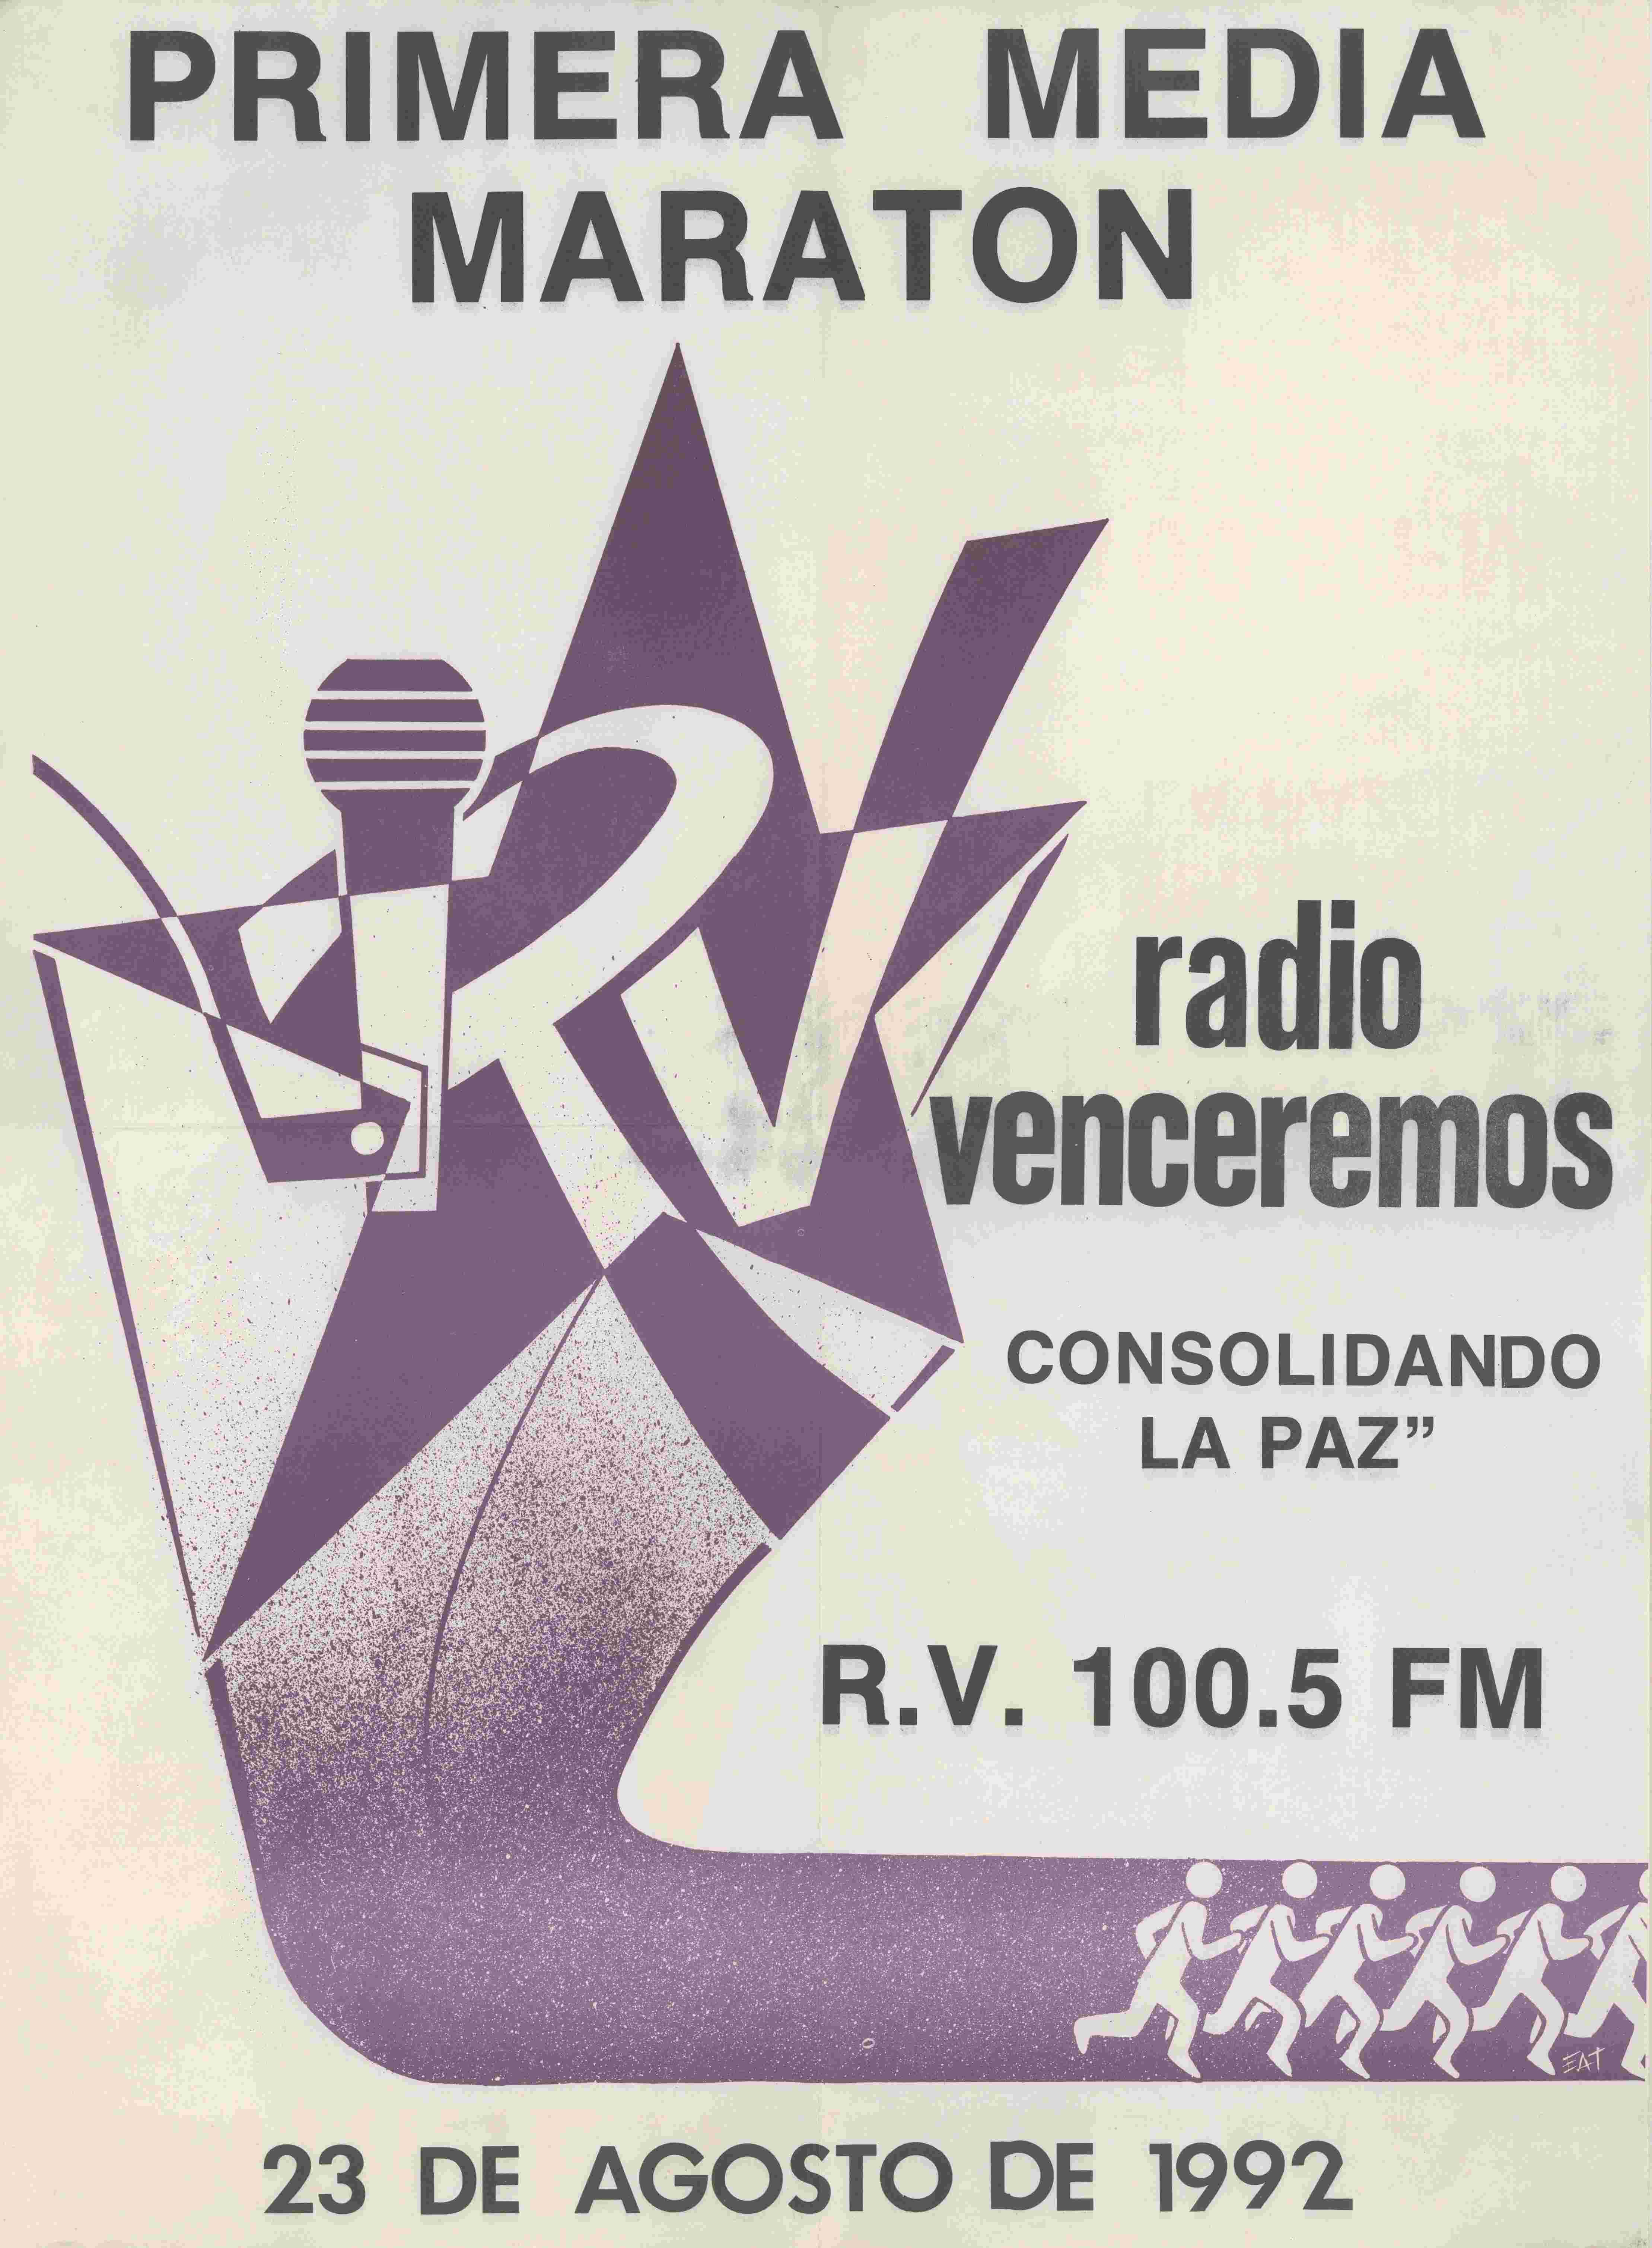 PRIMERA MEDIA
MARATON
RV
radio
venceremos
CONSOLIDANDO
LA PAZ”
R.V. 100.5 FM
EAT
23 DE AGOSTO DE 1992